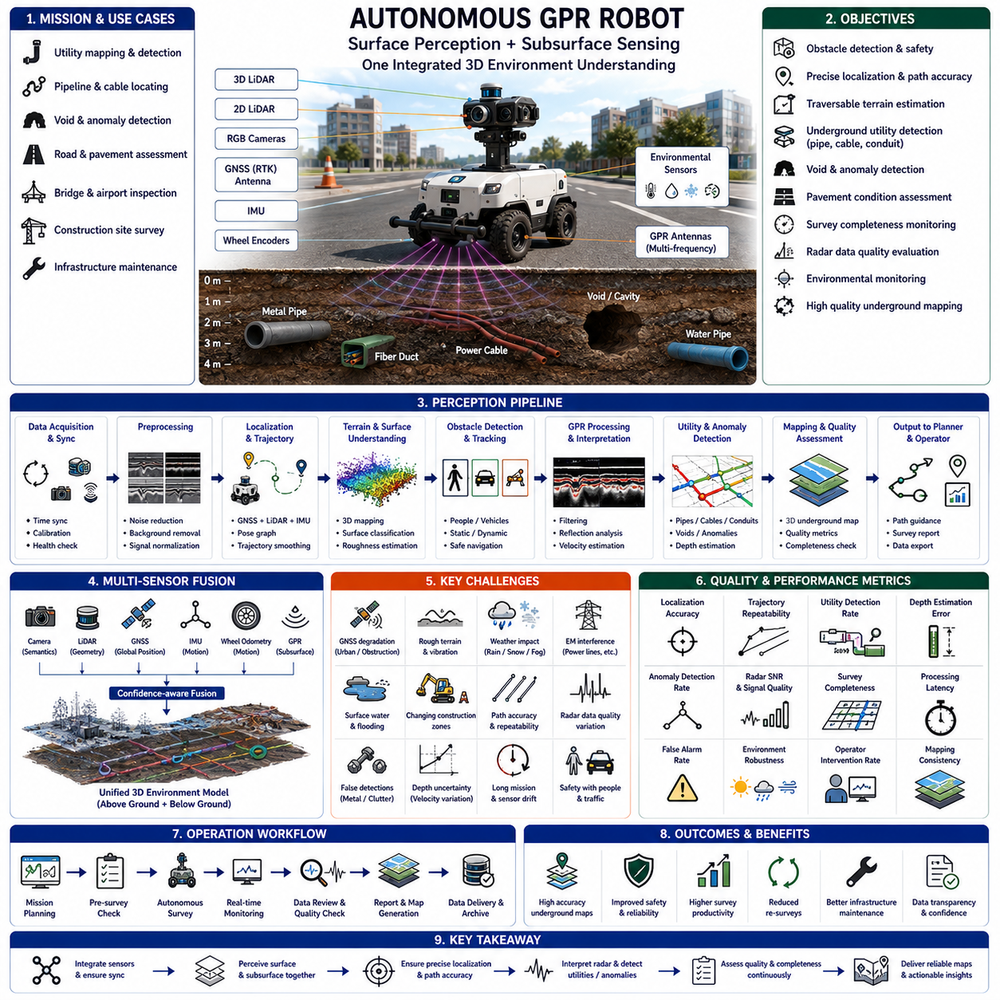 AUTONOMOUS GPR ROBOT
Surface Perception + Subsurface Sensing
One Integrated 3D Environment Understanding
1. MISSION & USE CASES
Utility mapping & detection
Pipeline & cable locating
Void & anomaly detection
Road & pavement assessment
Bridge & airport inspection
Construction site survey
Infrastructure maintenance
3D LiDAR
2D LiDAR
RGB Cameras
GNSS (RTK)
Antenna
IMU
Wheel Encoders
Environmental
Sensors
GPR Antennas
(Multi-frequency)
0 m
1 m
2 m
3 m
4 m
Metal Pipe
Fiber Duct
Power Cable
Void / Cavity
Water Pipe
2. OBJECTIVES
Obstacle detection & safety
Precise localization & path accuracy
Traversable terrain estimation
Underground utility detection
(pipe, cable, conduit)
Void & anomaly detection
Pavement condition assessment
Survey completeness monitoring
Radar data quality evaluation
Environmental monitoring
High quality underground mapping
3. PERCEPTION PIPELINE
Data Acquisition
& Sync
• Time sync
• Calibration
• Health check
Preprocessing
• Noise reduction
• Background removal
• Signal normalization
Localization
& Trajectory
• GNSS + LiDAR + IMU
• Pose graph
• Trajectory smoothing
Terrain & Surface
Understanding
• 3D mapping
• Surface classification
• Roughness estimation
Obstacle Detection
& Tracking
• People / Vehicles
• Static / Dynamic
• Safe navigation
GPR Processing
& Interpretation
• Filtering
• Reflection analysis
• Velocity estimation
Utility & Anomaly
Detection
• Pipes / Cables / Conduits
• Voids / Anomalies
• Depth estimation
Mapping & Quality
Assessment
• 3D underground map
• Quality metrics
• Completeness check
Output to Planner
& Operator
• Path guidance
• Survey report
• Data export
4. MULTI-SENSOR FUSION
Camera
(Semantics)
LiDAR
(Geometry)
GNSS
(Global Position)
IMU
(Motion)
Wheel Odometry
(Motion)
GPR
(Subsurface)
Confidence-aware Fusion
Unified 3D Environment Model
(Above Ground + Below Ground)
5. KEY CHALLENGES
GNSS degradation
(Urban / Obstruction)
Rough terrain
& vibration
Weather impact
(Rain / Snow / Fog)
EM interference
(Power lines, etc.)
Surface water
& flooding
Changing construction
zones
Path accuracy
& repeatability
Radar data quality
variation
False detections
(Metal / Clutter)
Depth uncertainty
(Velocity variation)
Long mission
& sensor drift
Safety with people
& traffic
6. QUALITY & PERFORMANCE METRICS
Localization
Accuracy
Trajectory
Repeatability
Utility Detection
Rate
Depth Estimation
Error
Anomaly Detection
Rate
Radar SNR
& Signal Quality
Survey
Completeness
Processing
Latency
False Alarm
Rate
Environment
Robustness
Operator
Intervention Rate
Mapping
Consistency
7. OPERATION WORKFLOW
Mission
Planning
Pre-survey
Check
Autonomous
Survey
Real-time
Monitoring
Data Review &
Quality Check
Report & Map
Generation
Data Delivery &
Archive
8. OUTCOMES & BENEFITS
High accuracy
underground maps
Improved safety
& reliability
Higher survey
productivity
Reduced
re-surveys
Better infrastructure
maintenance
Data transparency
& confidence
9. KEY TAKEAWAY
Integrate sensors
& ensure sync
Perceive surface
& subsurface together
Ensure precise localization
& path accuracy
Interpret radar & detect
utilities / anomalies
Assess quality & completeness
continuously
Deliver reliable maps
& actionable insights